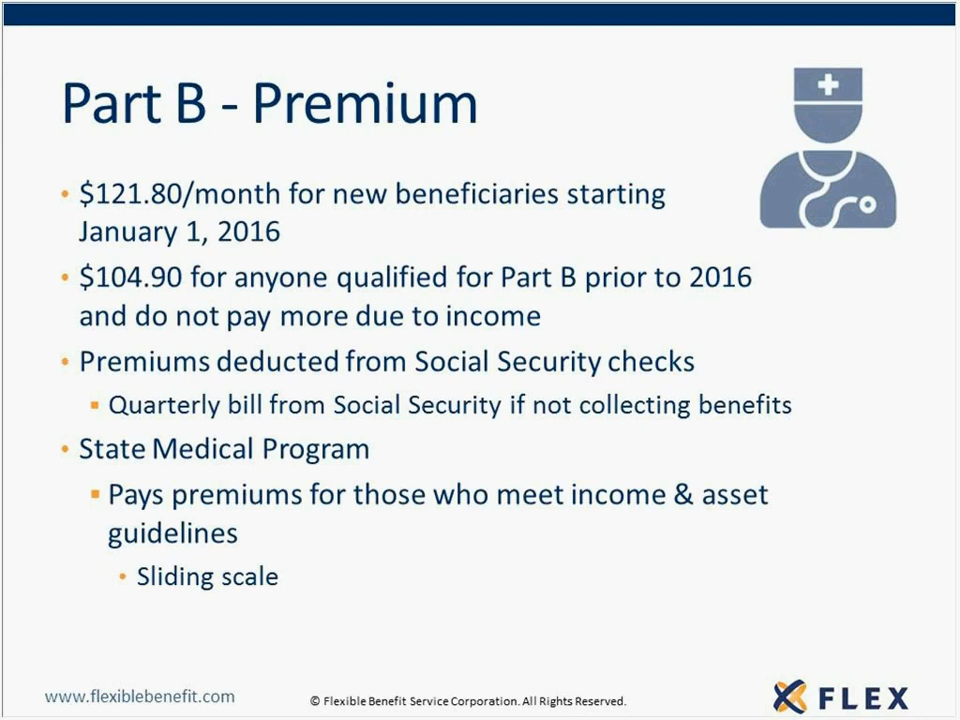 Part B - Premium
• $121.80/month for new beneficiaries starting
January 1, 2016
• $104.90 for anyone qualified for Part B prior to 2016
and do not pay more due to income
• Premiums deducted from Social Security checks
▪ Quarterly bill from Social Security if not collecting benefits
• State Medical Program
▪ Pays premiums for those who meet income & asset
guidelines
• Sliding scale
www.flexiblebenefit.com
© Flexible Benefit Service Corporation. All Rights Reserved.
FLEX